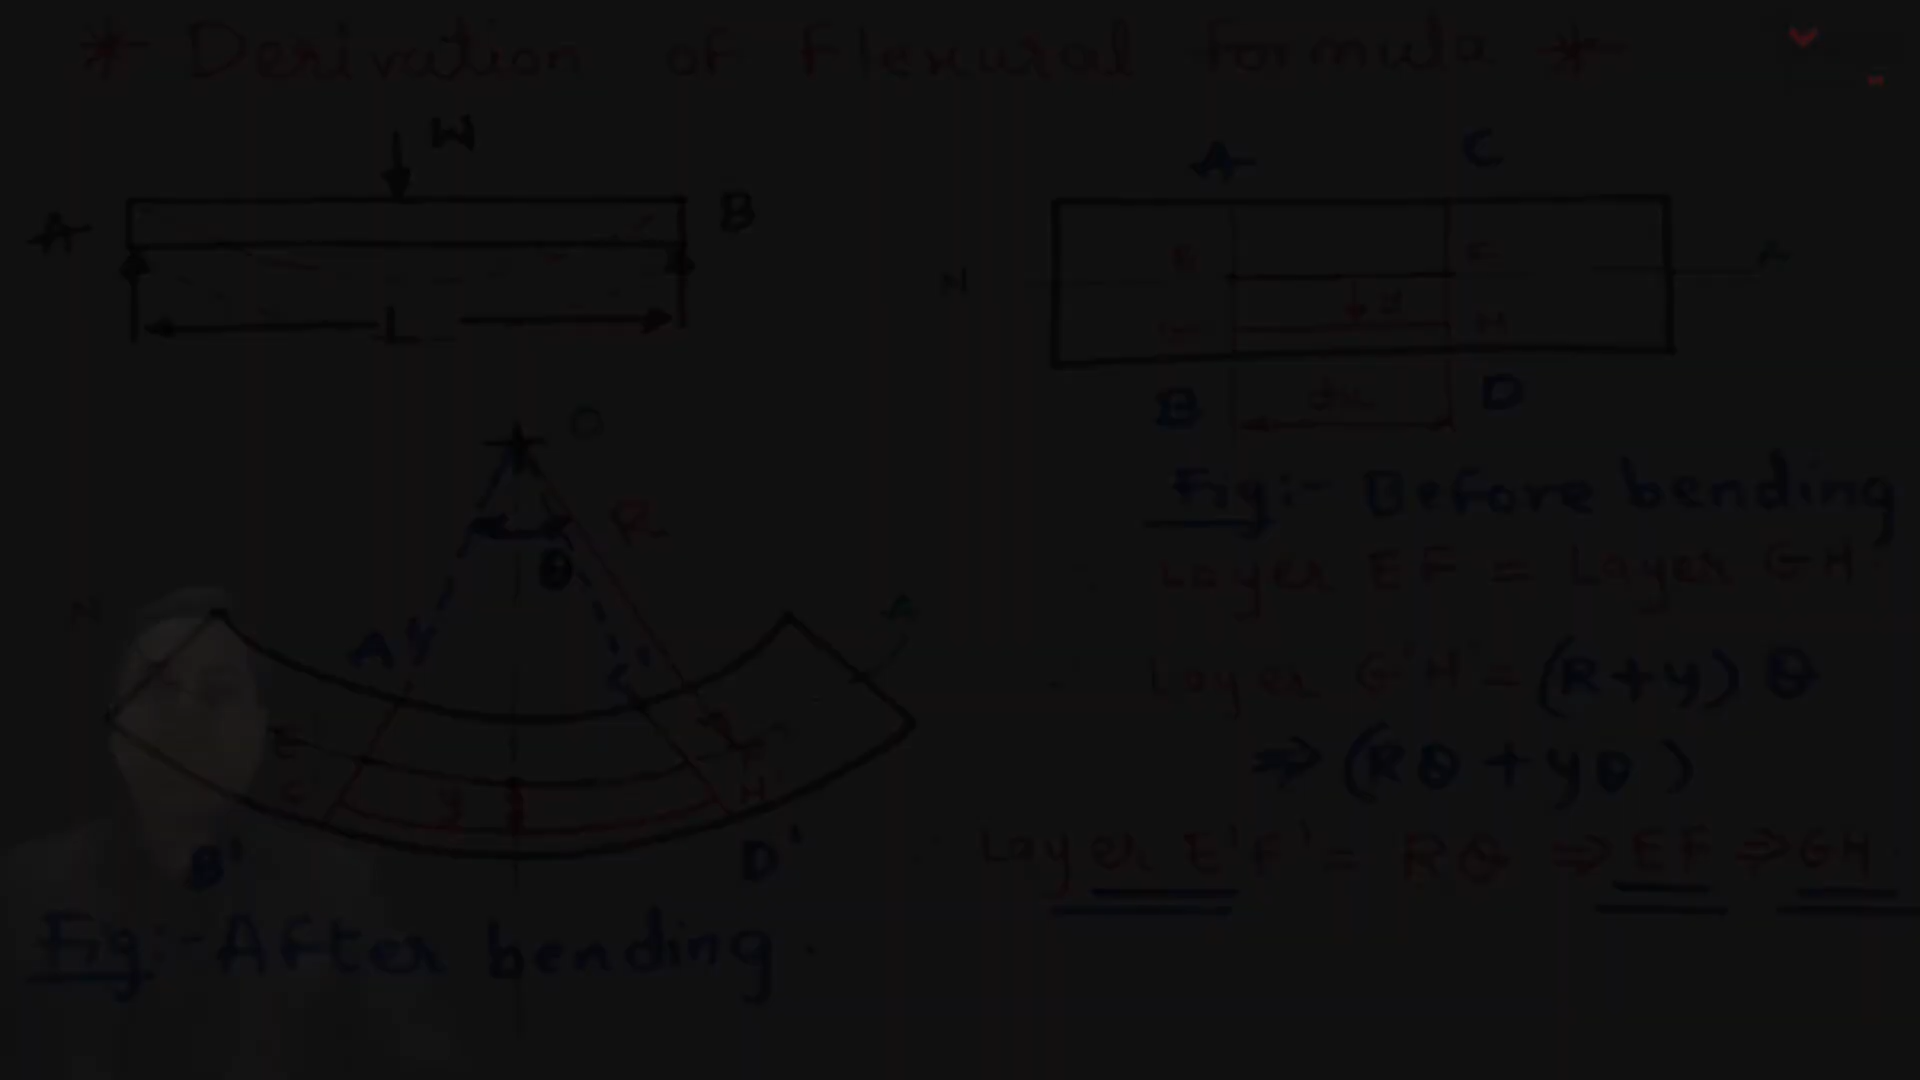 * Derivation of Flexural Formula *
W
A B
L
A C
E F
N A
y
G H
B dx D
Fig:- Before bending
O
R
θ
Layer EF = Layer GH
N A
A' C'
Layer G'H' = (R+y) θ
⇒ (Rθ + yθ)
E' F'
G' y H'
B' D'
Layer E'F' = Rθ ⇒ EF ⇒ GH
Fig:- After bending